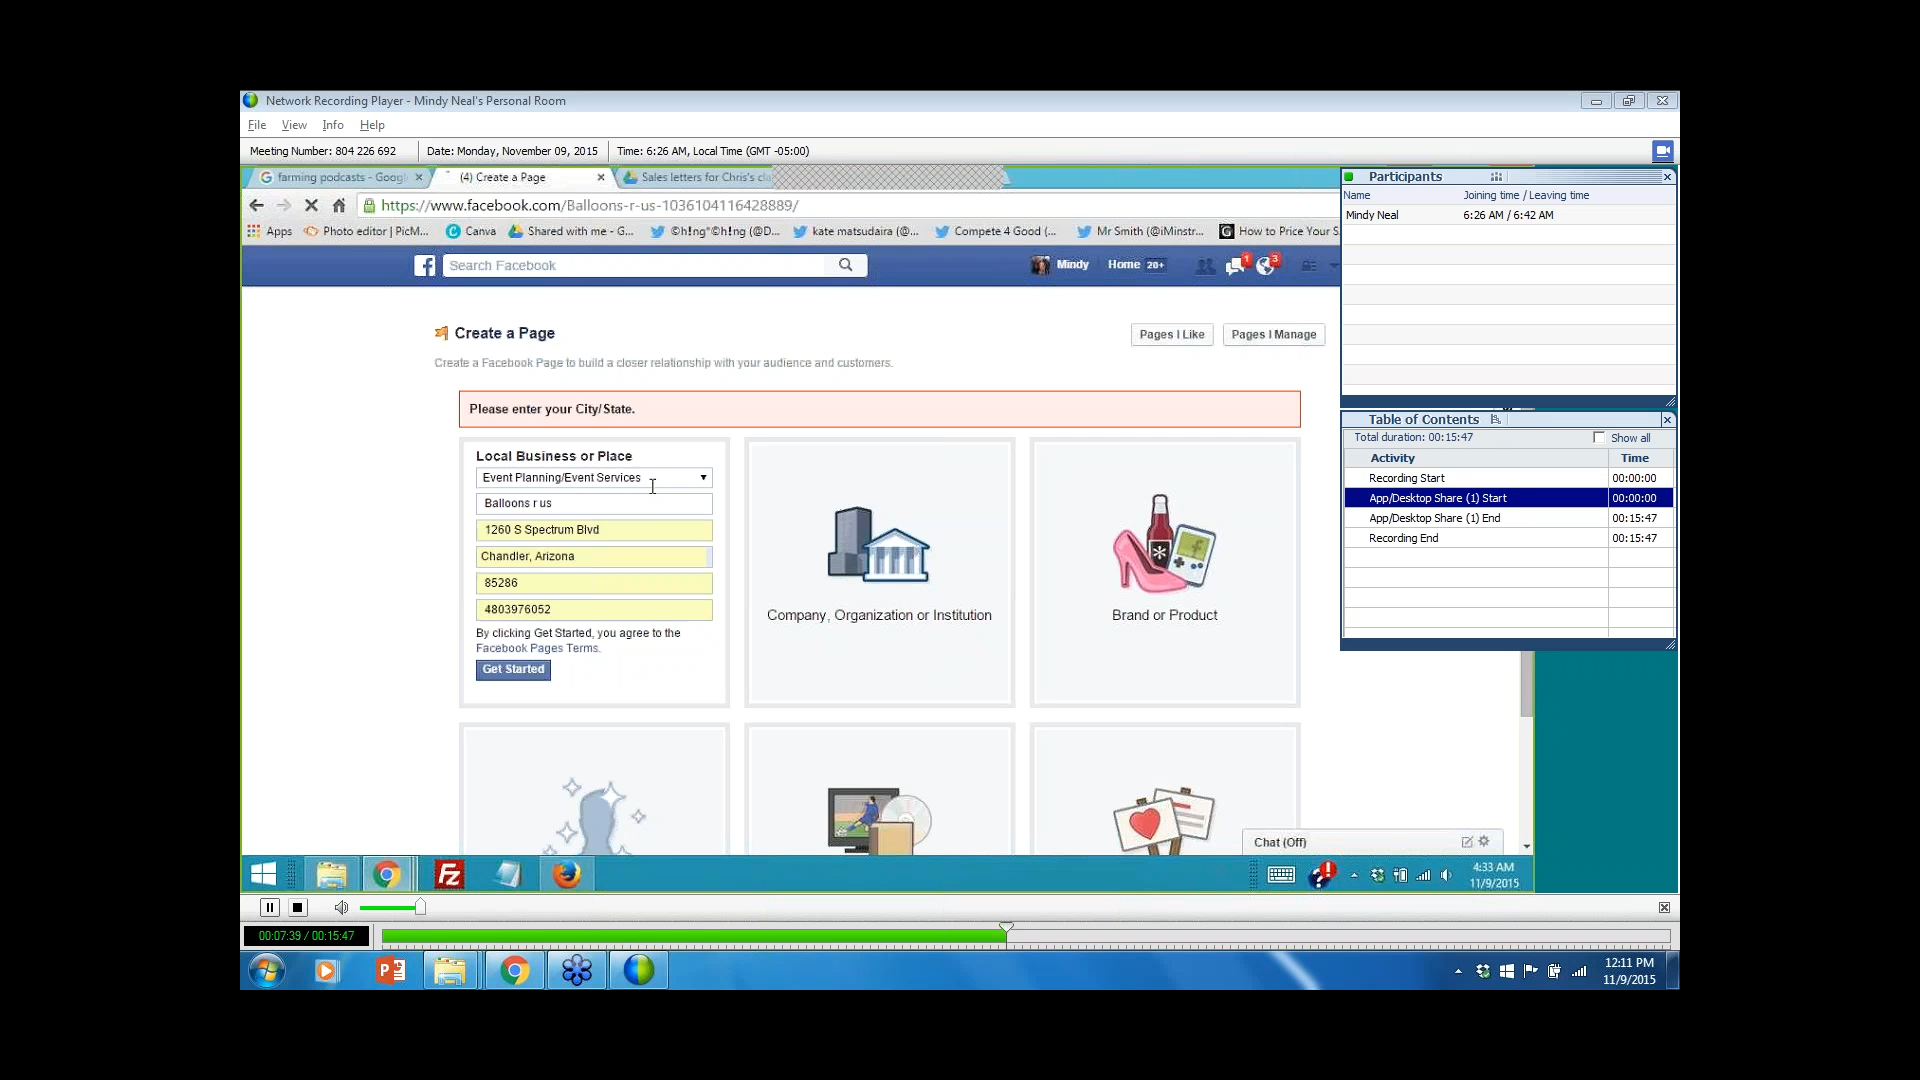 Network Recording Player - Mindy Neal's Personal Room
File View Info Help
Meeting Number: 804 226 692 Date: Monday, November 09, 2015 Time: 6:26 AM, Local Time (GMT -05:00)
farming podcasts - Googl
(4) Create a Page
Sales letters for Chris's cla
https://www.facebook.com/Balloons-r-us-1036104116428889/
Apps Photo editor | PicM... Canva Shared with me - G... ©h!ng*©h!ng (@D... kate matsudaira (@... Compete 4 Good (... Mr Smith (@iMinstr... How to Price Your S
Search Facebook
Mindy Home 20+ 1 3
Create a Page
Pages I Like Pages I Manage
Create a Facebook Page to build a closer relationship with your audience and customers.
Please enter your City/State.
Local Business or Place
Event Planning/Event Services
Balloons r us
1260 S Spectrum Blvd
Chandler, Arizona
85286
4803976052
By clicking Get Started, you agree to the
Facebook Pages Terms.
Get Started
Company, Organization or Institution
Brand or Product
Chat (Off)
Participants
Name Joining time / Leaving time
Mindy Neal 6:26 AM / 6:42 AM
Table of Contents
Total duration: 00:15:47 Show all
Activity Time
Recording Start 00:00:00
App/Desktop Share (1) Start 00:00:00
App/Desktop Share (1) End 00:15:47
Recording End 00:15:47
4:33 AM
11/9/2015
00:07:39 / 00:15:47
12:11 PM
11/9/2015